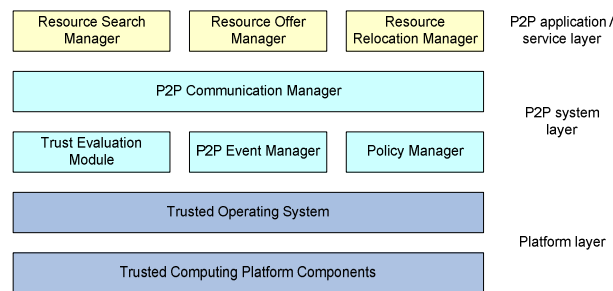 Resource Search
Manager
Resource Offer
Manager
Resource
Relocation Manager
P2P application /
service layer
P2P Communication Manager
P2P system
layer
Trust Evaluation
Module
P2P Event Manager
Policy Manager
Trusted Operating System
Platform layer
Trusted Computing Platform Components